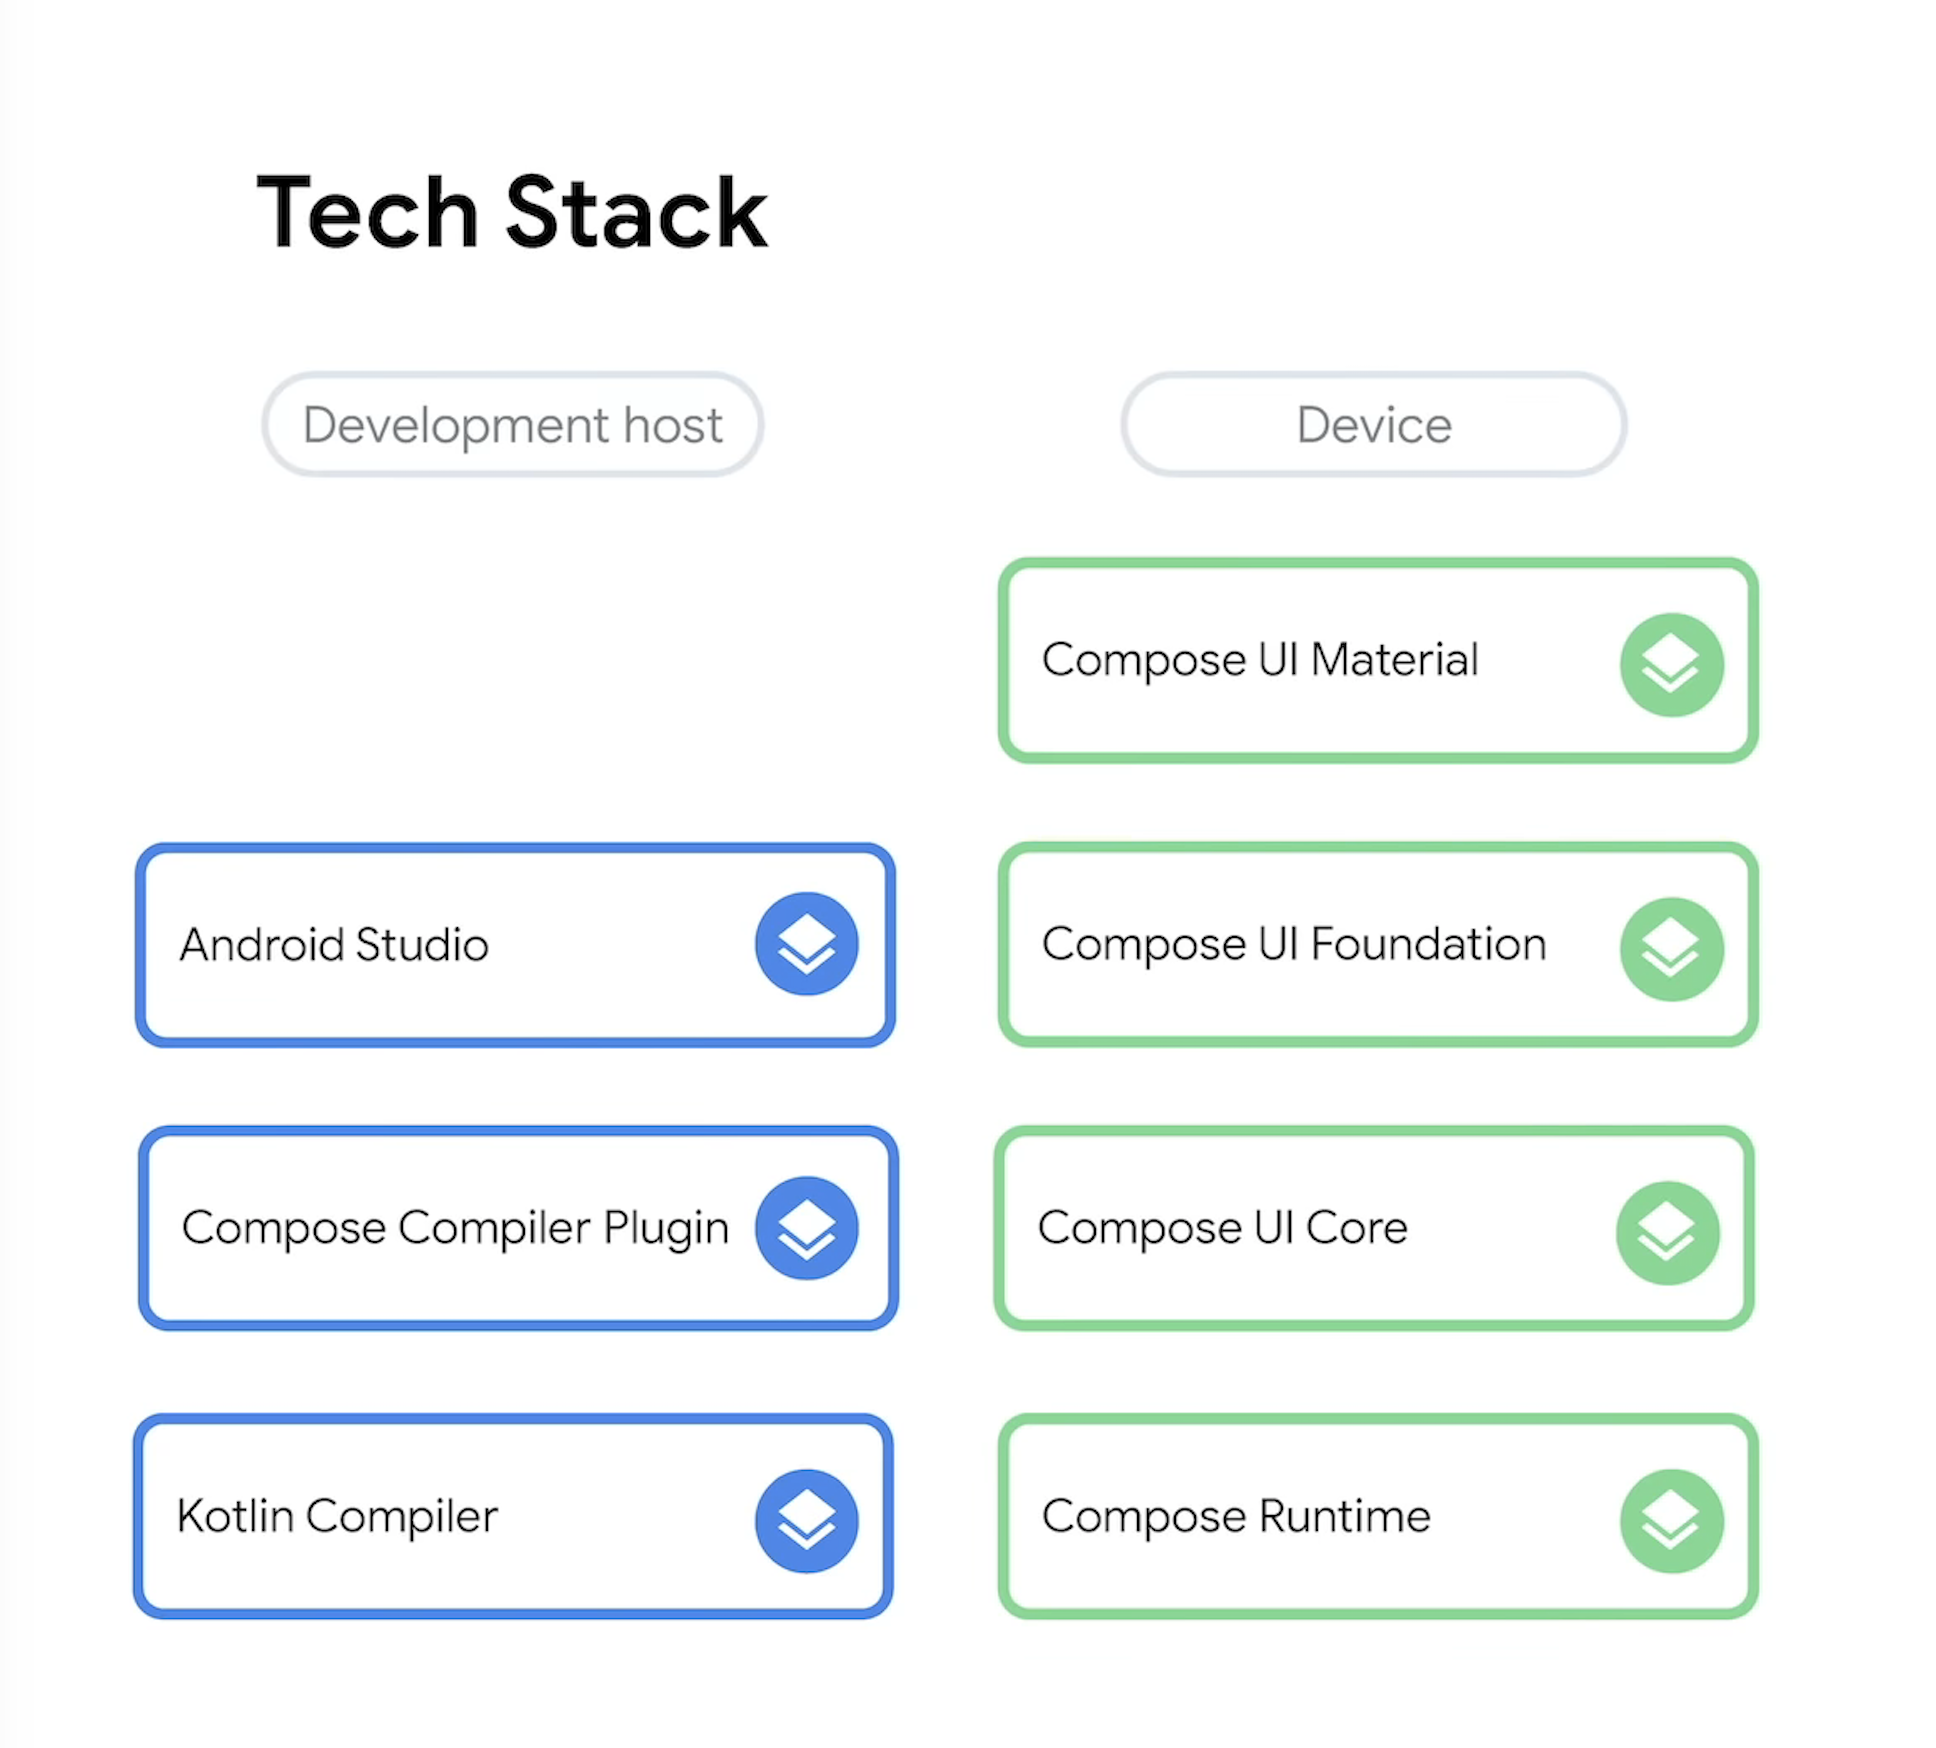 Tech Stack
Development host
Device
Compose UI Material
Android Studio
Compose UI Foundation
Compose Compiler Plugin
Compose UI Core
Kotlin Compiler
Compose Runtime